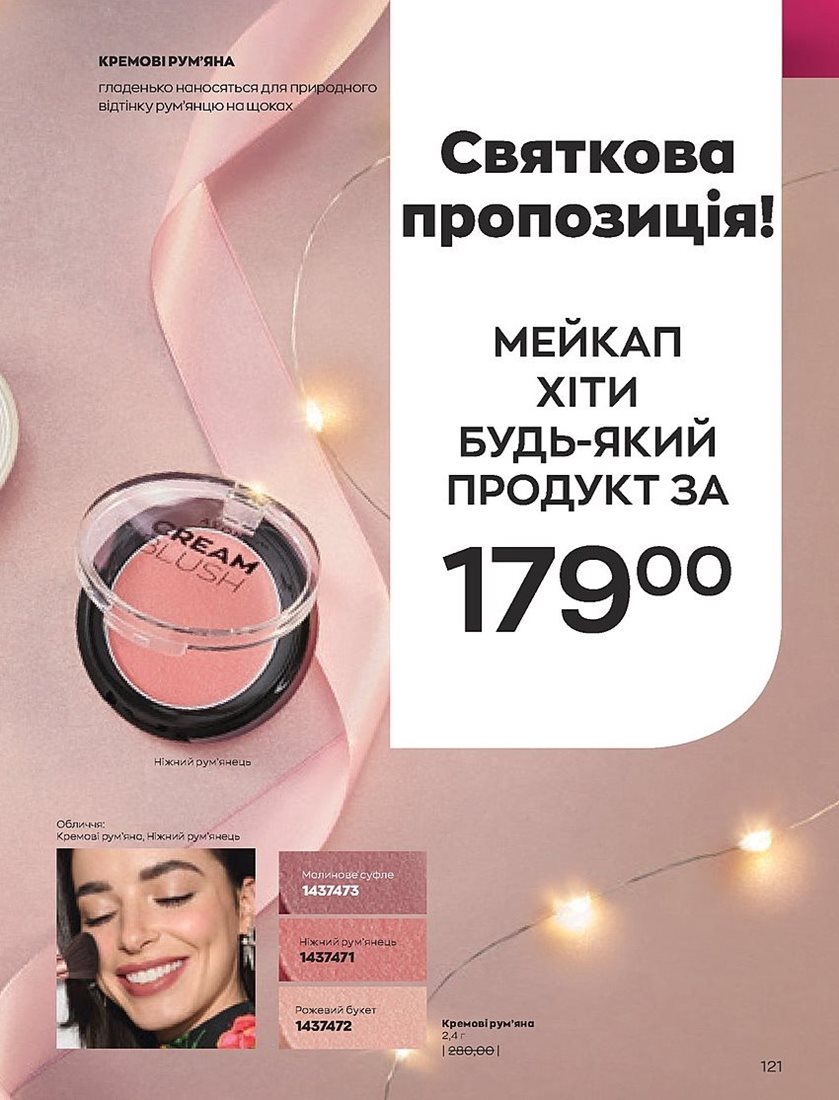 КРЕМОВІ РУМ’ЯНА
гладенько наносяться для природного
відтінку рум’янцю на щоках
Святкова
пропозиція!
МЕЙКАП
ХІТИ
БУДЬ-ЯКИЙ
ПРОДУКТ ЗА
179⁰⁰
AVON
CREAM
BLUSH
Ніжний рум’янець
Обличчя:
Кремові рум’яна, Ніжний рум’янець
Малинове суфле
1437473
Ніжний рум’янець
1437471
Рожевий букет
1437472
Кремові рум’яна
2,4 г
| 280,00 |
121